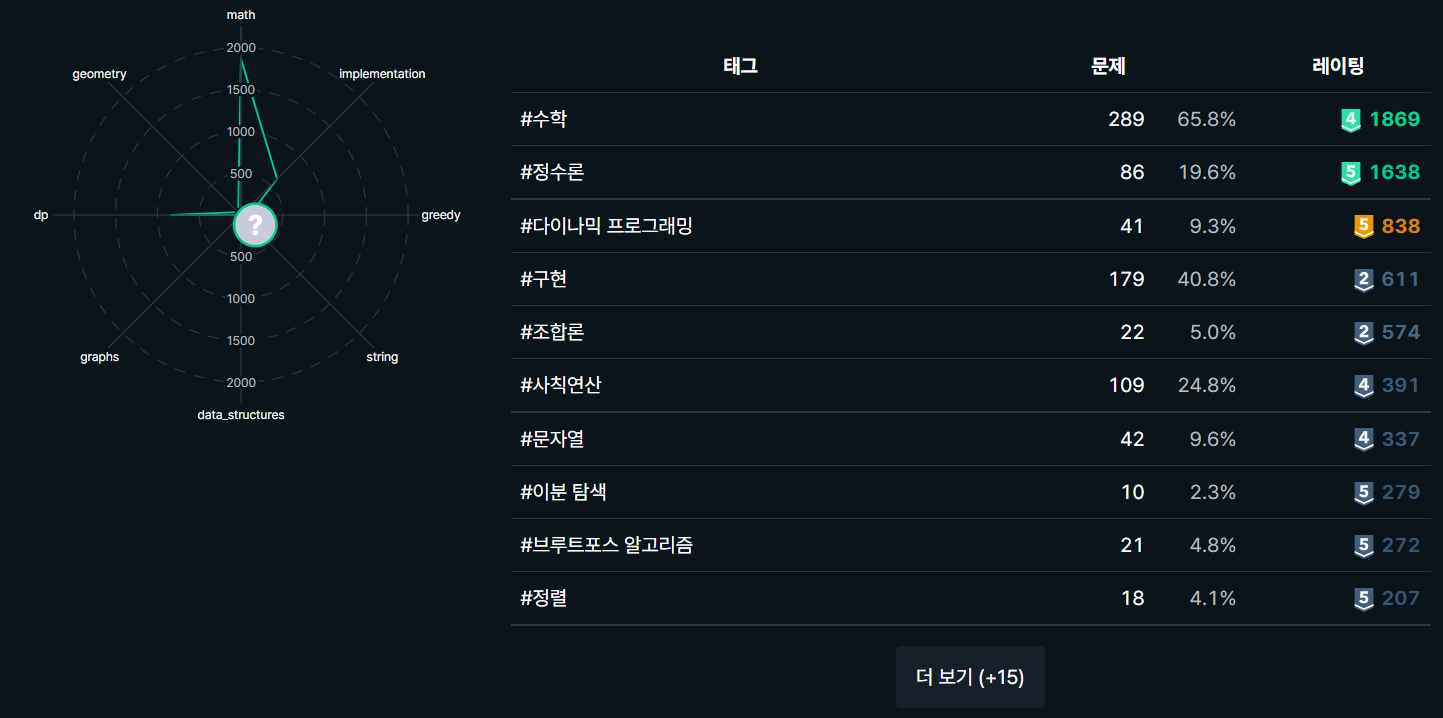 math
2000
geometry
implementation
1500
1000
500
dp
?
greedy
500
1000
1500
graphs
string
2000
data_structures
태그 문제 레이팅
#수학 289 65.8% 4 1869
#정수론 86 19.6% 5 1638
#다이나믹 프로그래밍 41 9.3% 5 838
#구현 179 40.8% 2 611
#조합론 22 5.0% 2 574
#사칙연산 109 24.8% 4 391
#문자열 42 9.6% 4 337
#이분 탐색 10 2.3% 5 279
#브루트포스 알고리즘 21 4.8% 5 272
#정렬 18 4.1% 5 207
더 보기 (+15)